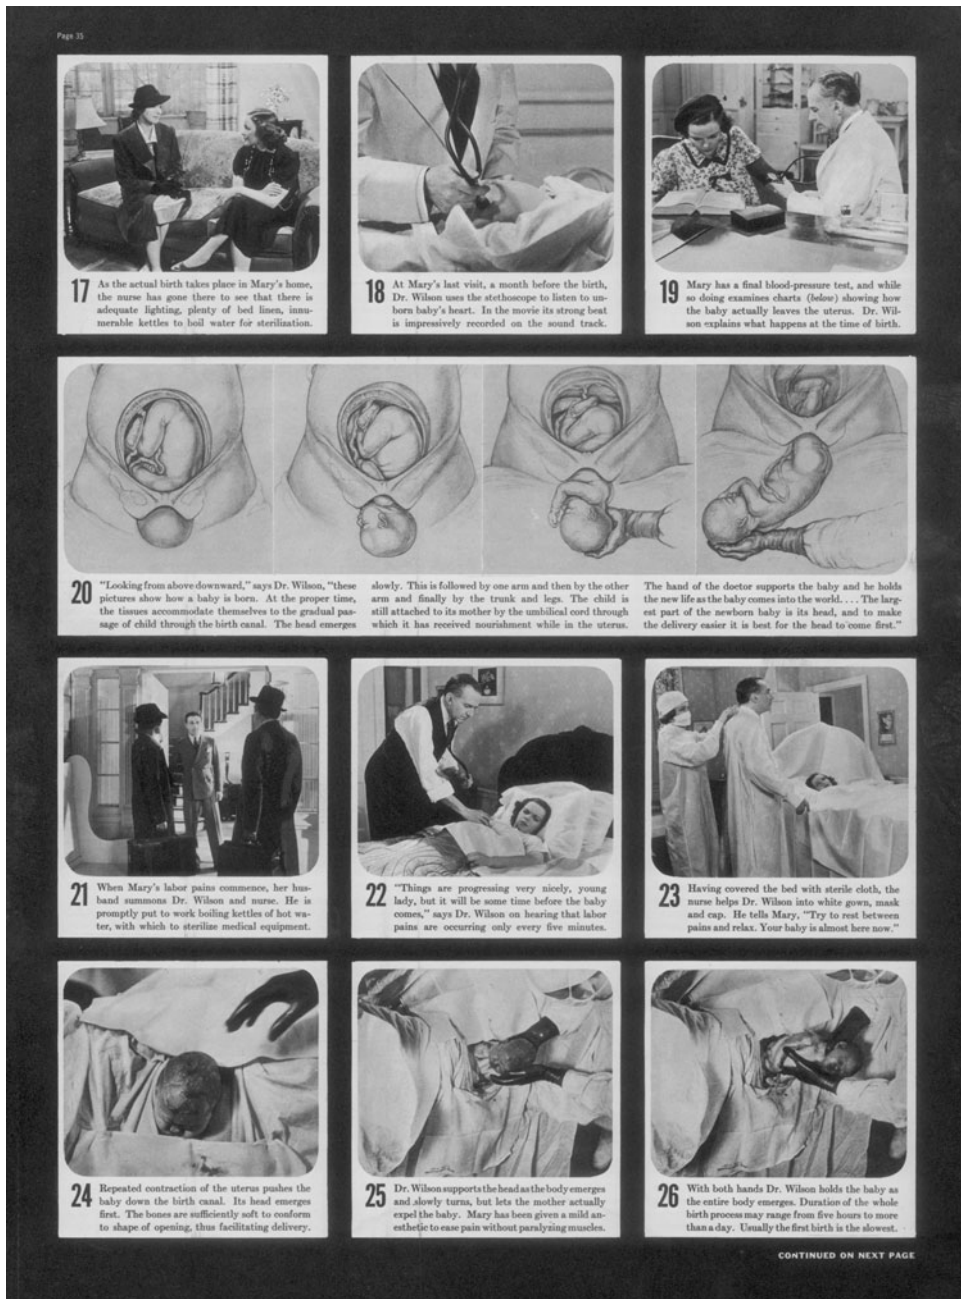 Page 35
17 As the actual birth takes place in Mary's home,
the nurse has gone there to see that there is
adequate lighting, plenty of bed linen, innu-
merable kettles to boil water for sterilization.
18 At Mary's last visit, a month before the birth,
Dr. Wilson uses the stethoscope to listen to un-
born baby's heart. In the movie its strong beat
is impressively recorded on the sound track.
19 Mary has a final blood-pressure test, and while
so doing examines charts (below) showing how
the baby actually leaves the uterus. Dr. Wil-
son explains what happens at the time of birth.
20 "Looking from above downward," says Dr. Wilson, "these
pictures show how a baby is born. At the proper time,
the tissues accommodate themselves to the gradual pas-
sage of child through the birth canal. The head emerges
slowly. This is followed by one arm and then by the other
arm and finally by the trunk and legs. The child is
still attached to its mother by the umbilical cord through
which it has received nourishment while in the uterus.
The hand of the doctor supports the baby and he holds
the new life as the baby comes into the world. . . . The larg-
est part of the newborn baby is its head, and to make
the delivery easier it is best for the head to come first."
21 When Mary's labor pains commence, her hus-
band summons Dr. Wilson and nurse. He is
promptly put to work boiling kettles of hot wa-
ter, with which to sterilize medical equipment.
22 "Things are progressing very nicely, young
lady, but it will be some time before the baby
comes," says Dr. Wilson on hearing that labor
pains are occurring only every five minutes.
23 Having covered the bed with sterile cloth, the
nurse helps Dr. Wilson into white gown, mask
and cap. He tells Mary, "Try to rest between
pains and relax. Your baby is almost here now."
24 Repeated contraction of the uterus pushes the
baby down the birth canal. Its head emerges
first. The bones are sufficiently soft to conform
to shape of opening, thus facilitating delivery.
25 Dr. Wilson supports the head as the body emerges
and slowly turns, but lets the mother actually
expel the baby. Mary has been given a mild an-
esthetic to ease pain without paralyzing muscles.
26 With both hands Dr. Wilson holds the baby as
the entire body emerges. Duration of the whole
birth process may range from five hours to more
than a day. Usually the first birth is the slowest.
CONTINUED ON NEXT PAGE